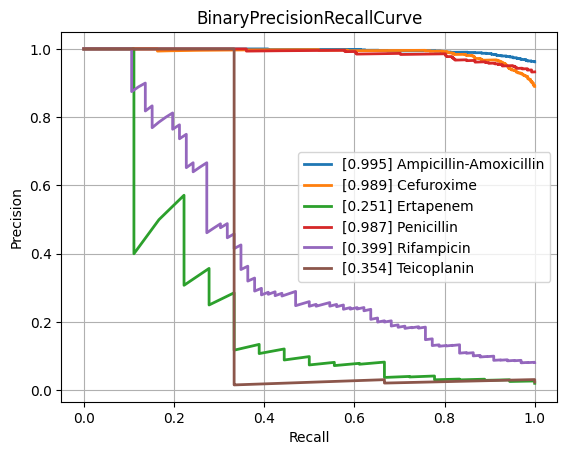 BinaryPrecisionRecallCurve
Precision
1.0
0.8
0.6
0.4
0.2
0.0
[0.995] Ampicillin-Amoxicillin
[0.989] Cefuroxime
[0.251] Ertapenem
[0.987] Penicillin
[0.399] Rifampicin
[0.354] Teicoplanin
0.0 0.2 0.4 0.6 0.8 1.0
Recall